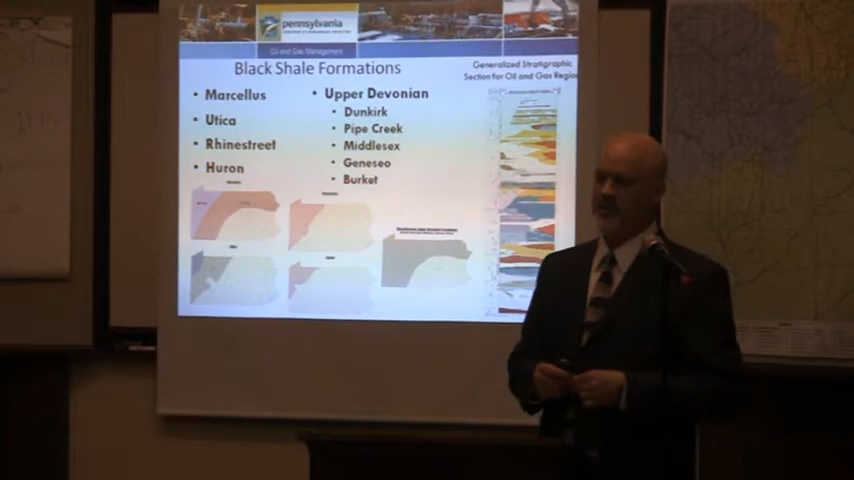 pennsylvania
Oil and Gas Management
Black Shale Formations
Generalized Stratigraphic
Section for Oil and Gas Region
• Marcellus
• Utica
• Rhinestreet
• Huron
• Upper Devonian
• Dunkirk
• Pipe Creek
• Middlesex
• Geneseo
• Burket